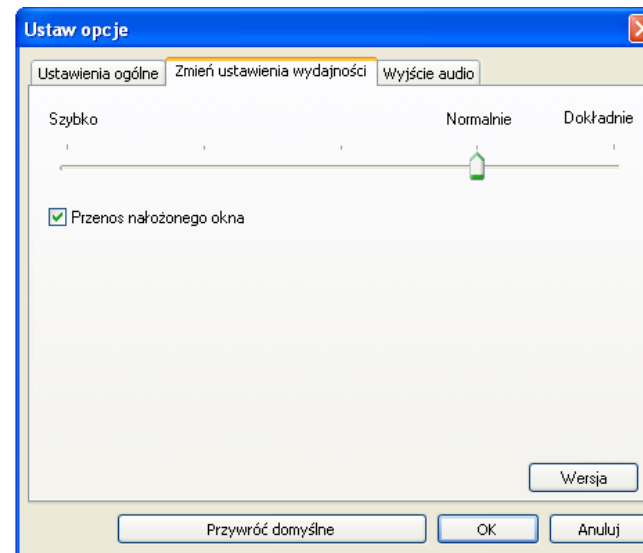 Ustaw opcje
Ustawienia ogólne Zmień ustawienia wydajności Wyjście audio
Szybko Normalnie Dokładnie
Przenos nałożonego okna
Wersja
Przywróć domyślne OK Anuluj